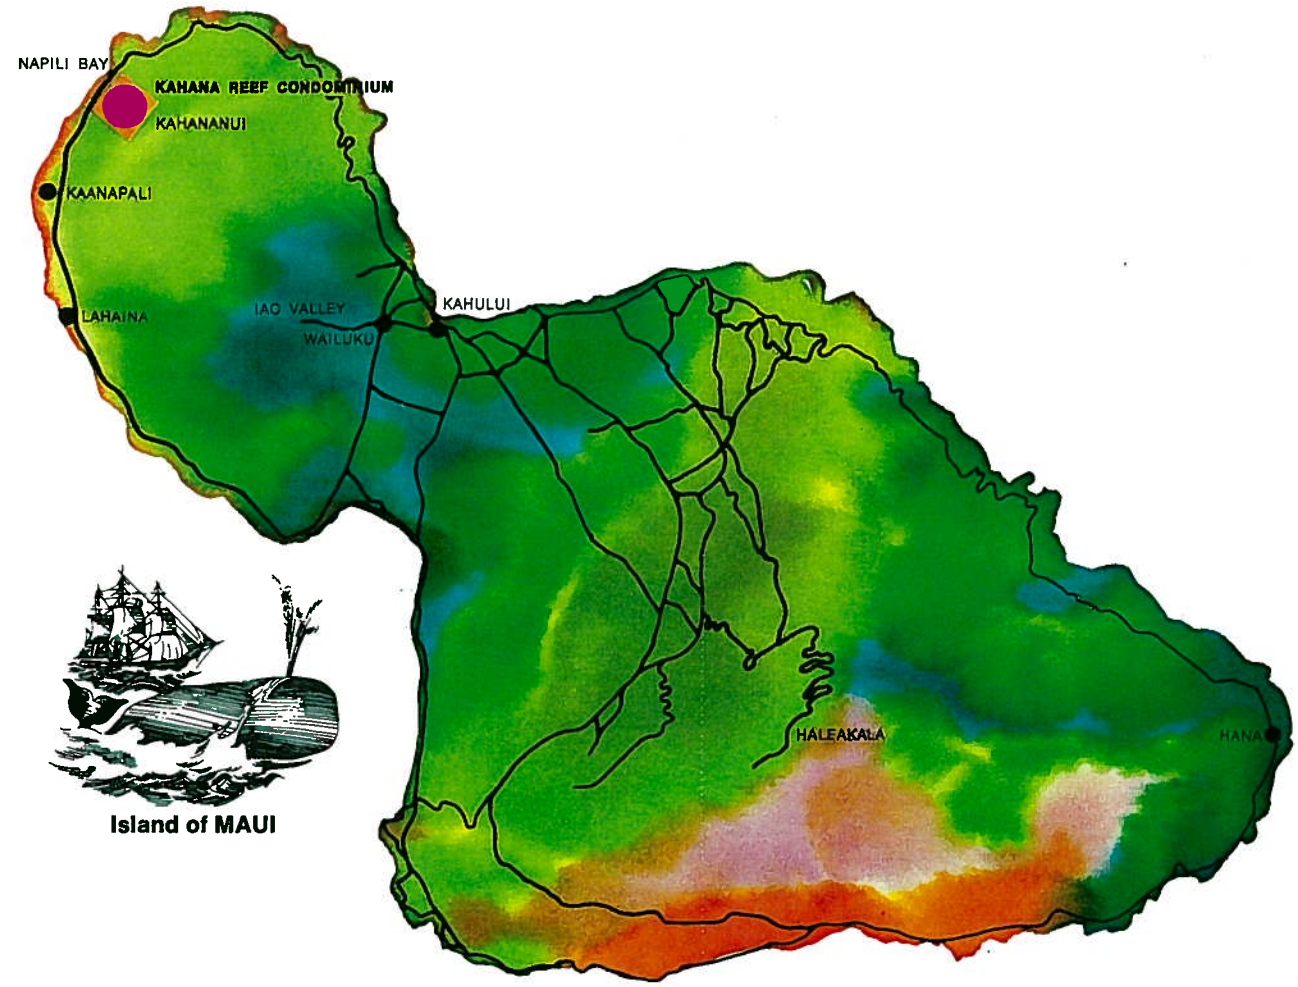 NAPILI BAY
KAHANA REEF CONDOMINIUM
KAHANANUI
KAANAPALI
LAHAINA
IAO VALLEY
KAHULUI
WAILUKU
HALEAKALA
HANA
Island of MAUI